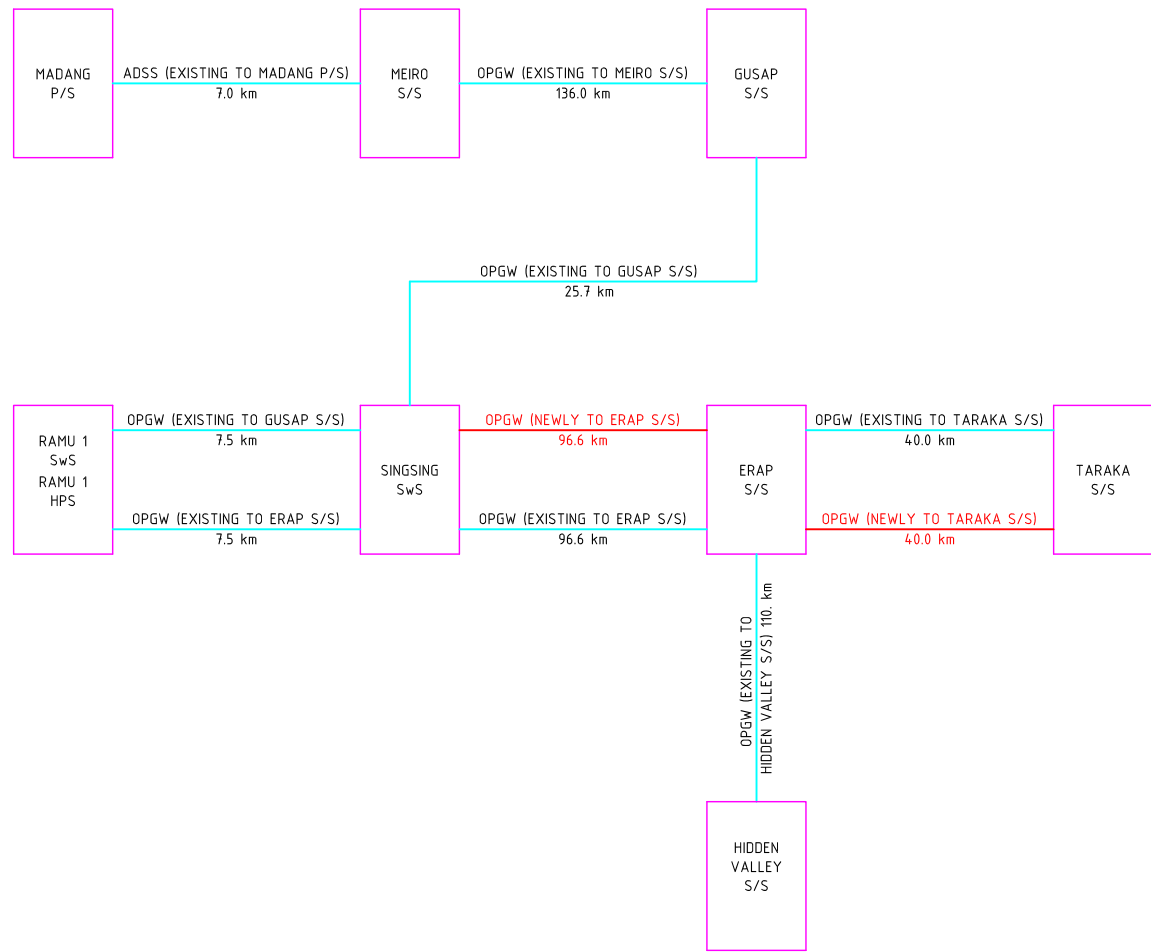 MADANG
P/S
ADSS (EXISTING TO MADANG P/S)
7.0 km
MEIRO
S/S
OPGW (EXISTING TO MEIRO S/S)
136.0 km
GUSAP
S/S
OPGW (EXISTING TO GUSAP S/S)
25.7 km
RAMU 1
SwS
RAMU 1
HPS
OPGW (EXISTING TO GUSAP S/S)
7.5 km
OPGW (EXISTING TO ERAP S/S)
7.5 km
SINGSING
SwS
OPGW (NEWLY TO ERAP S/S)
96.6 km
OPGW (EXISTING TO ERAP S/S)
96.6 km
ERAP
S/S
OPGW (EXISTING TO TARAKA S/S)
40.0 km
OPGW (NEWLY TO TARAKA S/S)
40.0 km
TARAKA
S/S
OPGW (EXISTING TO
HIDDEN VALLEY S/S) 110. km
HIDDEN
VALLEY
S/S